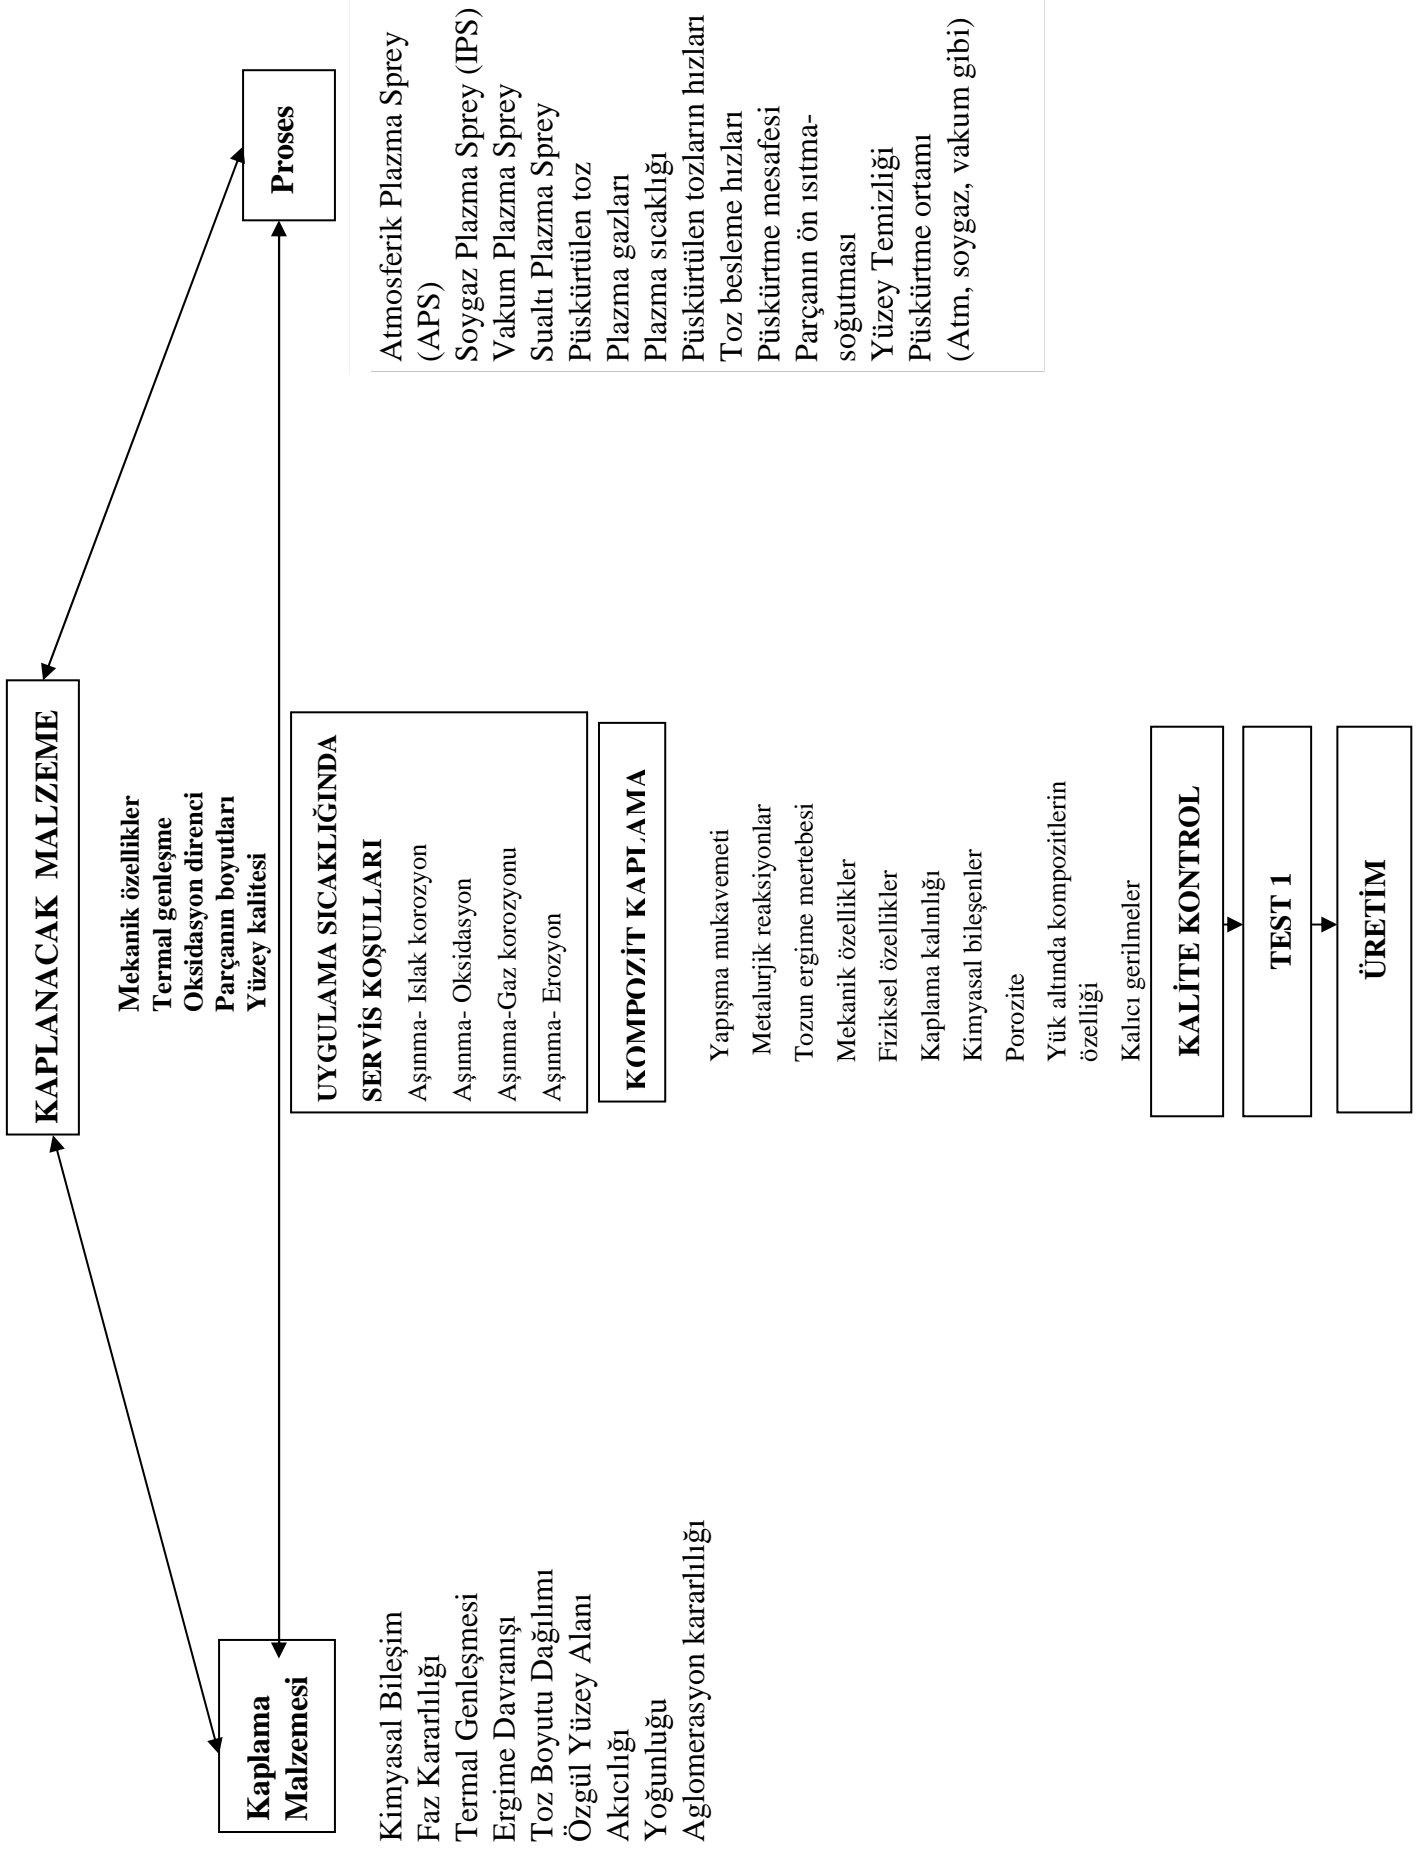 KAPLANACAK MALZEME
Mekanik özellikler
Termal genleşme
Oksidasyon direnci
Parçanın boyutları
Yüzey kalitesi
Kaplama
Malzemesi
Kimyasal Bileşim
Faz Kararlılığı
Termal Genleşmesi
Ergime Davranışı
Toz Boyutu Dağılımı
Özgül Yüzey Alanı
Akıcılığı
Yoğunluğu
Aglomerasyon kararlılığı
UYGULAMA SICAKLIĞINDA
SERVİS KOŞULLARI
Aşınma- Islak korozyon
Aşınma- Oksidasyon
Aşınma-Gaz korozyonu
Aşınma- Erozyon
KOMPOZİT KAPLAMA
Yapışma mukavemeti
Metalurjik reaksiyonlar
Tozun ergime mertebesi
Mekanik özellikler
Fiziksel özellikler
Kaplama kalınlığı
Kimyasal bileşenler
Porozite
Yük altında kompozitlerin
özelliği
Kalıcı gerilmeler
KALİTE KONTROL
TEST 1
ÜRETİM
Proses
Atmosferik Plazma Sprey
(APS)
Soygaz Plazma Sprey (IPS)
Vakum Plazma Sprey
Sualtı Plazma Sprey
Püskürtülen toz
Plazma gazları
Plazma sıcaklığı
Püskürtülen tozların hızları
Toz besleme hızları
Püskürtme mesafesi
Parçanın ön ısıtma-
soğutması
Yüzey Temizliği
Püskürtme ortamı
(Atm, soygaz, vakum gibi)